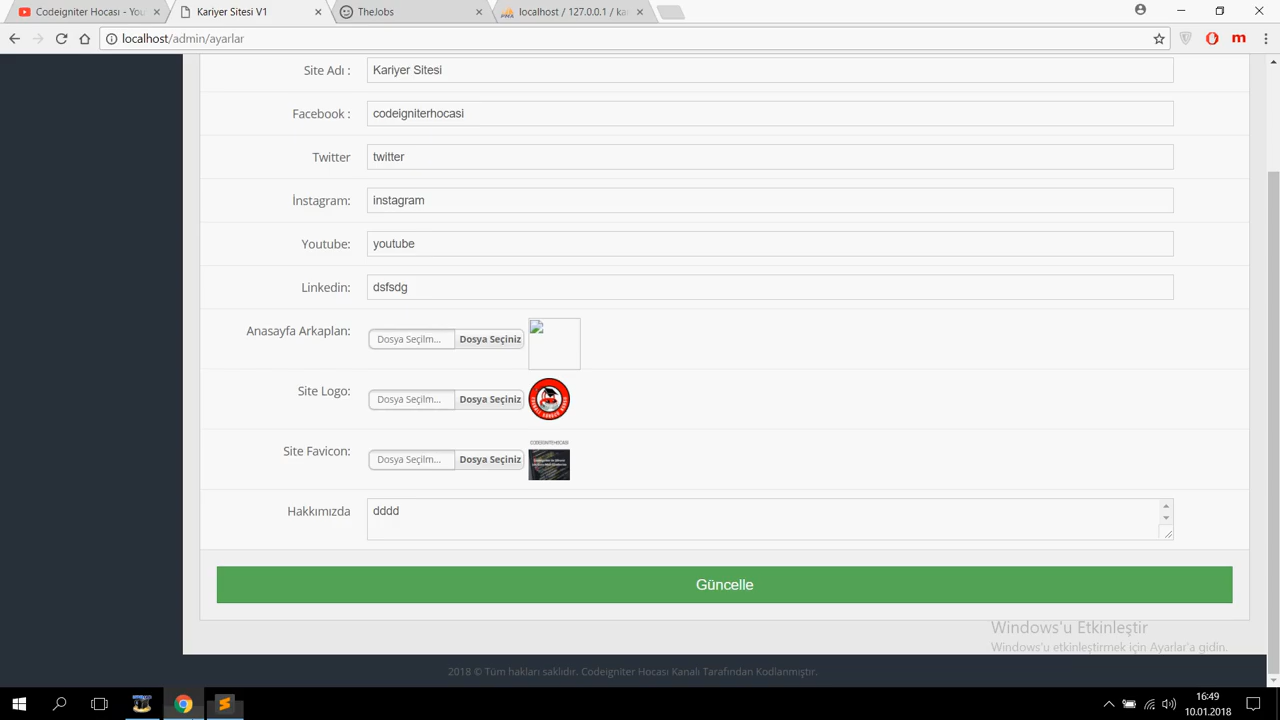 Codeigniter Hocası - You
Kariyer Sitesi V1
TheJobs
localhost / 127.0.0.1 / ka
localhost/admin/ayarlar
Site Adı : Kariyer Sitesi
Facebook : codeigniterhocasi
Twitter twitter
İnstagram: instagram
Youtube: youtube
Linkedin: dsfsdg
Anasayfa Arkaplan: Dosya Seçilm... Dosya Seçiniz
Site Logo: Dosya Seçilm... Dosya Seçiniz
CODEIGNITEHOCASI
Site Favicon: Dosya Seçilm... Dosya Seçiniz
Hakkımızda dddd
Güncelle
Windows'u Etkinleştir
Windows'u etkinleştirmek için Ayarlar'a gidin.
2018 © Tüm hakları saklıdır. Codeigniter Hocası Kanalı Tarafından Kodlanmıştır.
16:49
10.01.2018